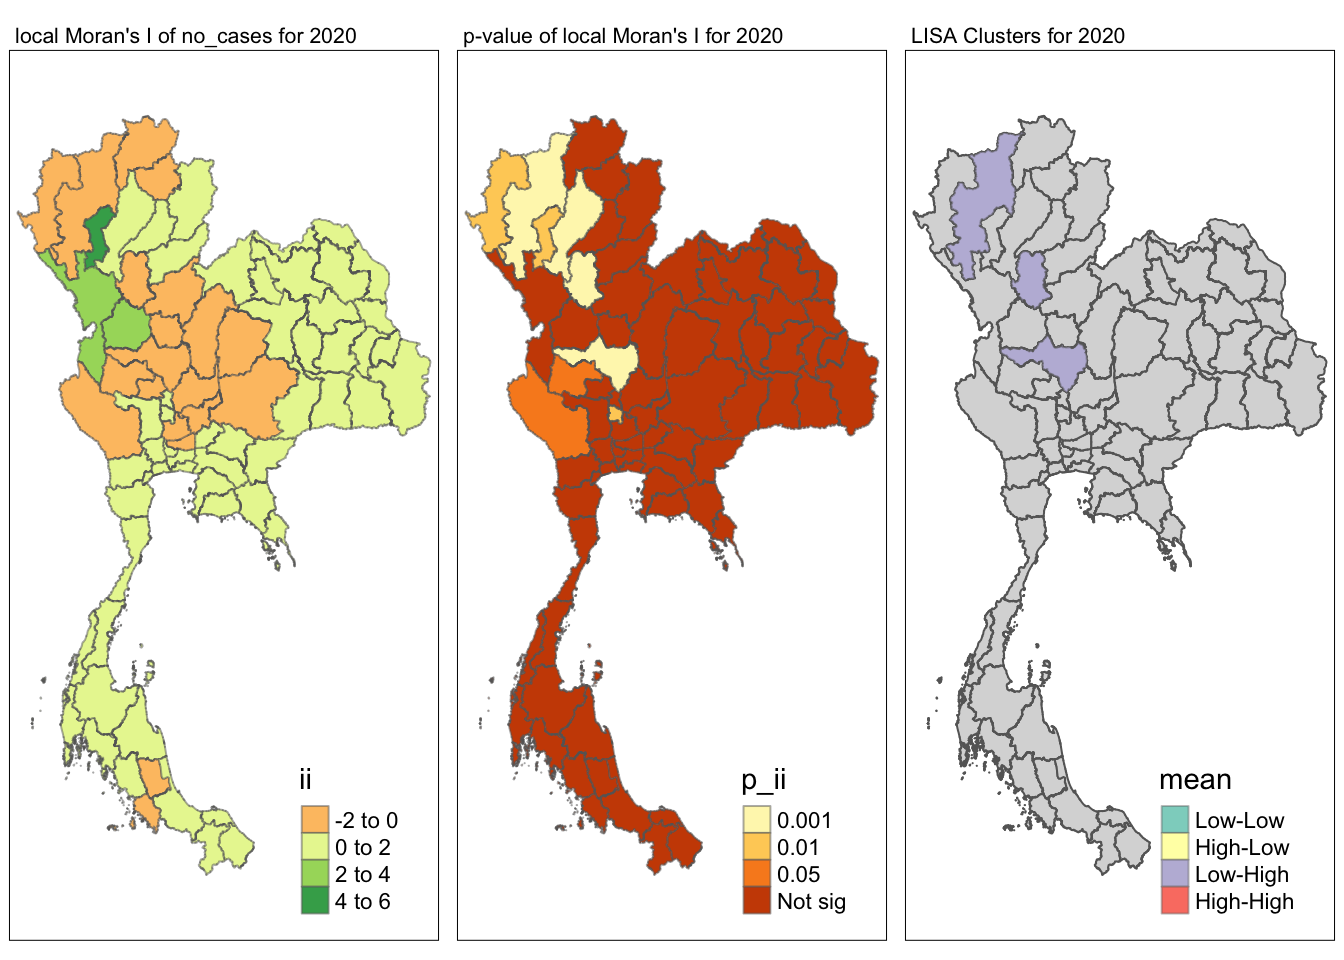 local Moran's I of no_cases for 2020
p-value of local Moran's I for 2020
LISA Clusters for 2020
ii
-2 to 0
0 to 2
2 to 4
4 to 6
p_ii
0.001
0.01
0.05
Not sig
mean
Low-Low
High-Low
Low-High
High-High